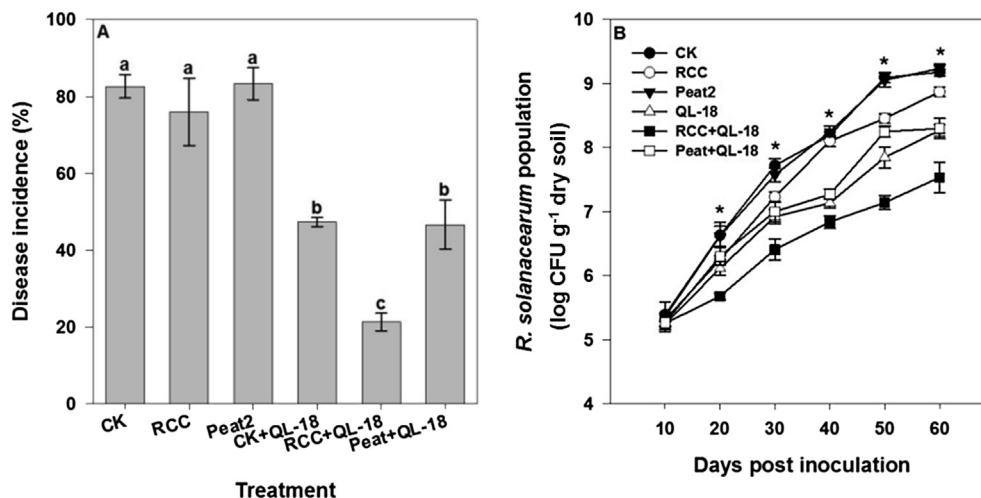 A
Disease incidence (%)
100
80
60
40
20
0
a
a
a
b
c
b
CK
RCC
Peat2
CK+QL-18
RCC+QL-18
Peat+QL-18
Treatment
B
R. solanacearum population
(log CFU g-1 dry soil)
10
9
8
7
6
5
4
CK
RCC
Peat2
QL-18
RCC+QL-18
Peat+QL-18
*
*
*
*
*
10 20 30 40 50 60
Days post inoculation